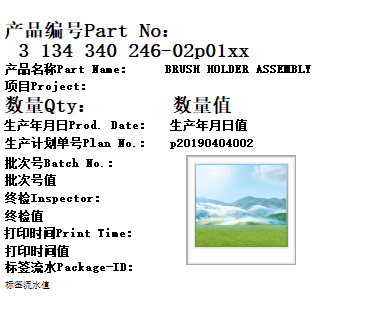 产品编号Part No:
3 134 340 246-02p01xx
产品名称Part Name: BRUSH HOLDER ASSEMBLY
项目Project:
数量Qty: 数量值
生产年月日Prod. Date: 生产年月日值
生产计划单号Plan No.: p20190404002
批次号Batch No.:
批次号值
终检Inspector:
终检值
打印时间Print Time:
打印时间值
标签流水Package-ID:
标签流水值